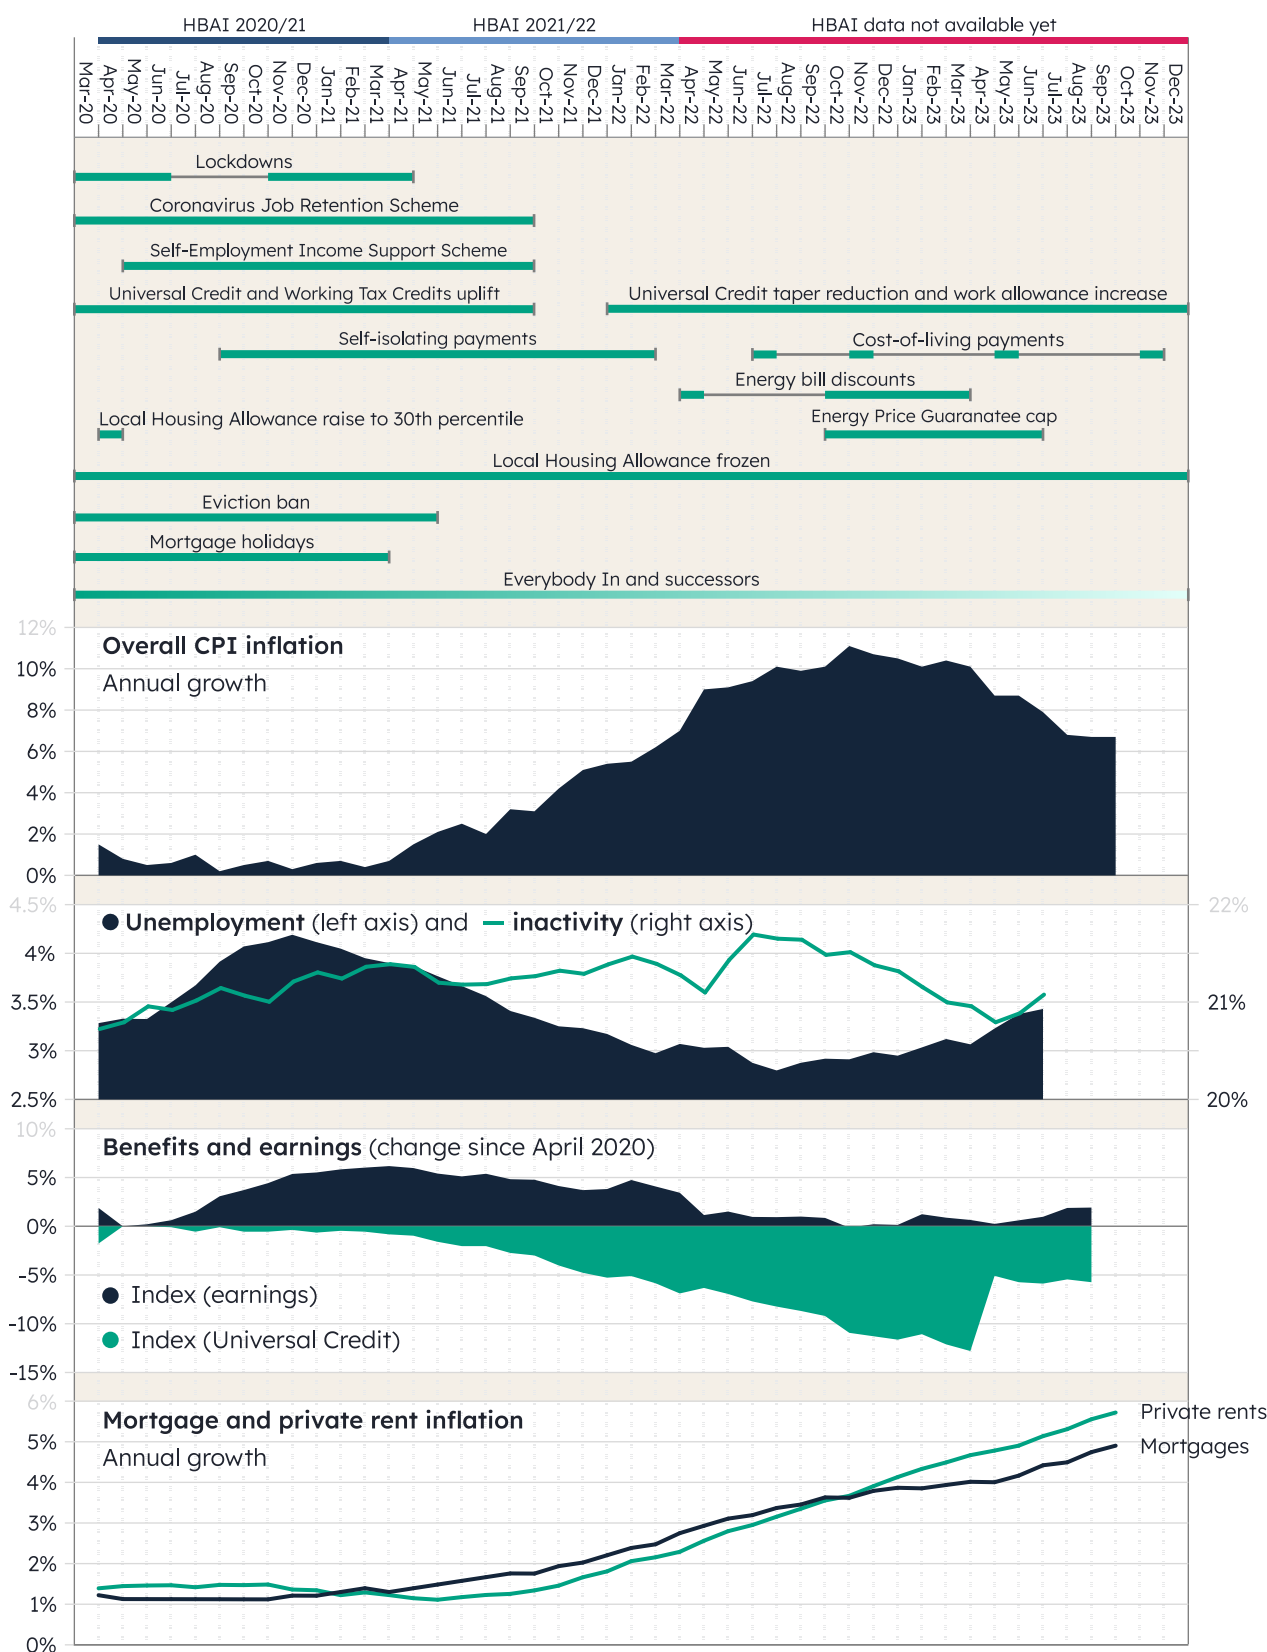 HBAI 2020/21 HBAI 2021/22 HBAI data not available yet
Mar-20
Apr-20
May-20
Jun-20
Jul-20
Aug-20
Sep-20
Oct-20
Nov-20
Dec-20
Jan-21
Feb-21
Mar-21
Apr-21
May-21
Jun-21
Jul-21
Aug-21
Sep-21
Oct-21
Nov-21
Dec-21
Jan-22
Feb-22
Mar-22
Apr-22
May-22
Jun-22
Jul-22
Aug-22
Sep-22
Oct-22
Nov-22
Dec-22
Jan-23
Feb-23
Mar-23
Apr-23
May-23
Jun-23
Jul-23
Aug-23
Sep-23
Oct-23
Nov-23
Dec-23
Lockdowns
Coronavirus Job Retention Scheme
Self-Employment Income Support Scheme
Universal Credit and Working Tax Credits uplift
Universal Credit taper reduction and work allowance increase
Self-isolating payments
Cost-of-living payments
Energy bill discounts
Local Housing Allowance raise to 30th percentile
Energy Price Guaranatee cap
Local Housing Allowance frozen
Eviction ban
Mortgage holidays
Everybody In and successors
12%
Overall CPI inflation
10%
Annual growth
8%
6%
4%
2%
0%
4.5% 22%
Unemployment (left axis) and inactivity (right axis)
4%
3.5% 21%
3%
2.5% 20%
10%
Benefits and earnings (change since April 2020)
5%
0%
-5%
Index (earnings)
-10%
Index (Universal Credit)
-15%
6%
Private rents
Mortgage and private rent inflation
5%
Mortgages
Annual growth
4%
3%
2%
1%
0%